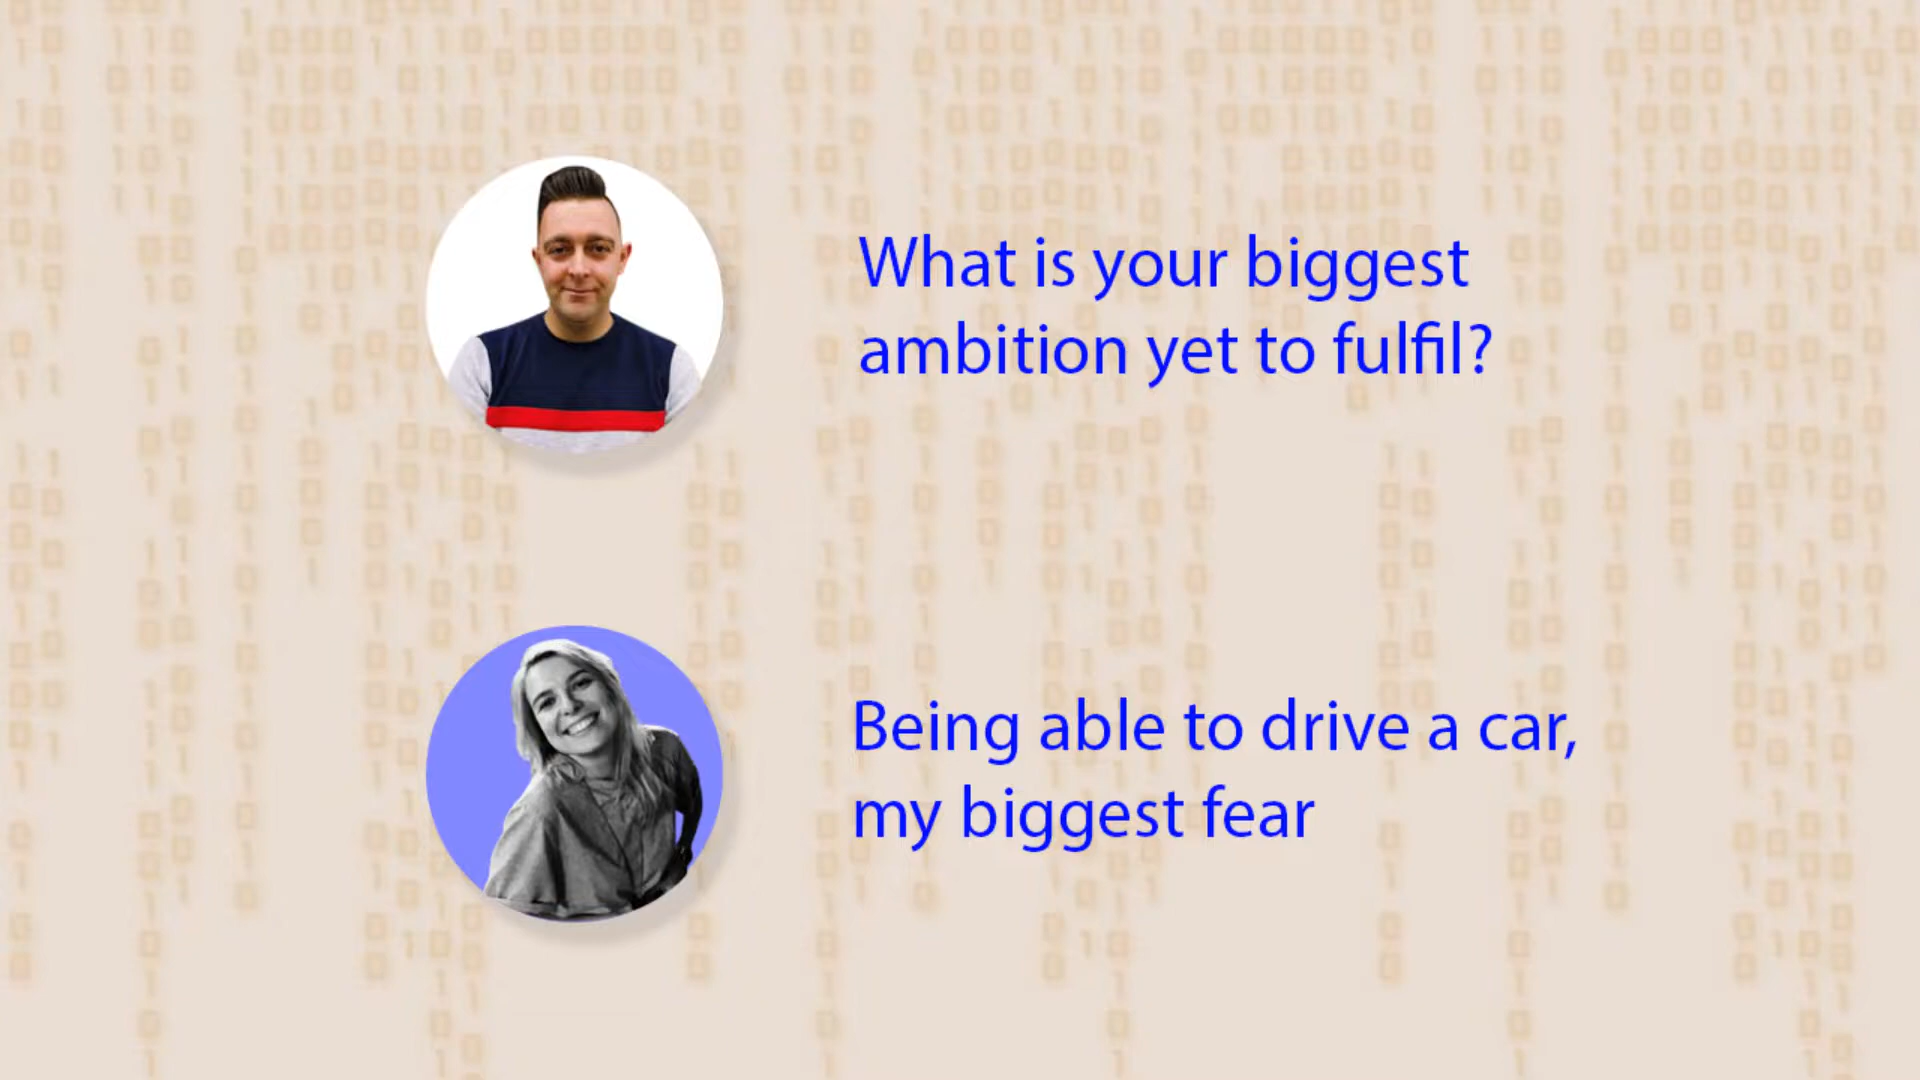 What is your biggest
ambition yet to fulfil?
Being able to drive a car,
my biggest fear